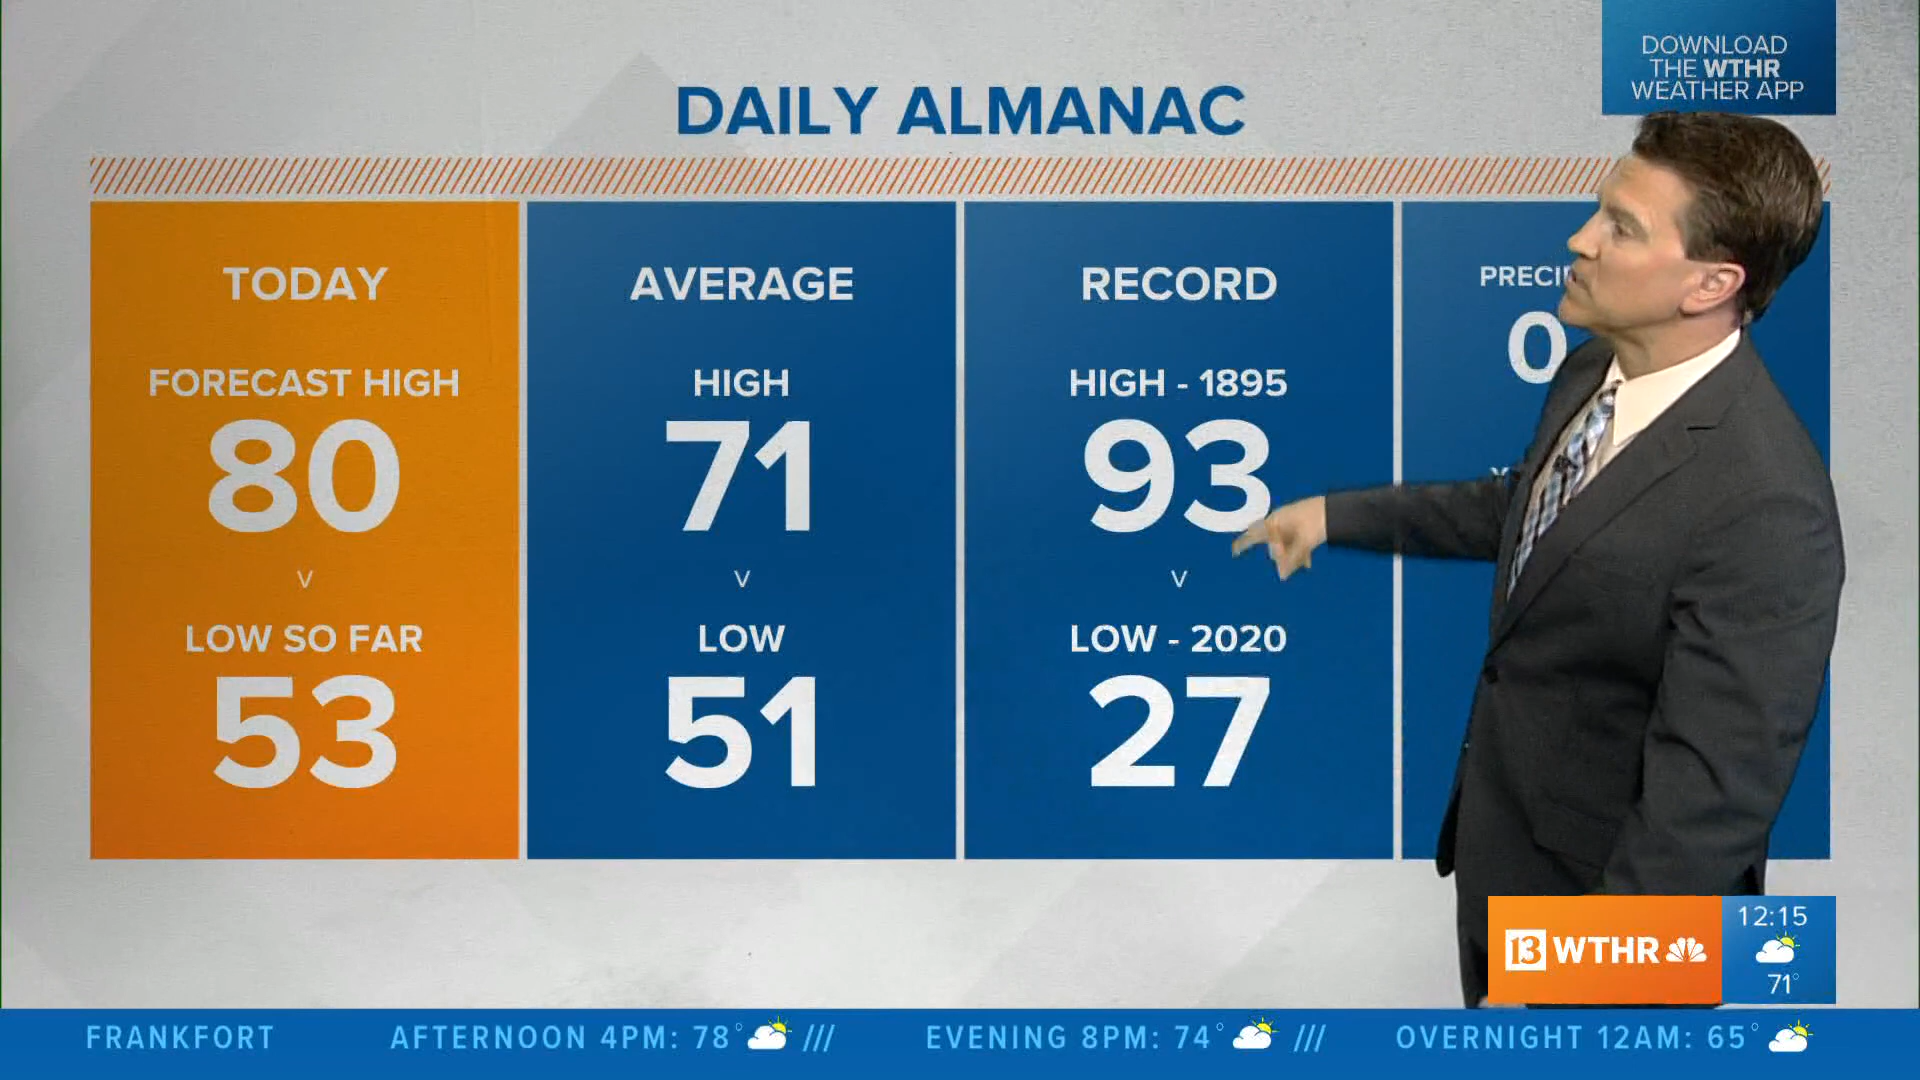 DOWNLOAD
THE WTHR
WEATHER APP
DAILY ALMANAC
TODAY
FORECAST HIGH
80
V
LOW SO FAR
53
AVERAGE
HIGH
71
V
LOW
51
RECORD
HIGH - 1895
93
V
LOW - 2020
27
0
13 WTHR
12:15
71°
FRANKFORT AFTERNOON 4PM: 78° /// EVENING 8PM: 74° /// OVERNIGHT 12AM: 65°